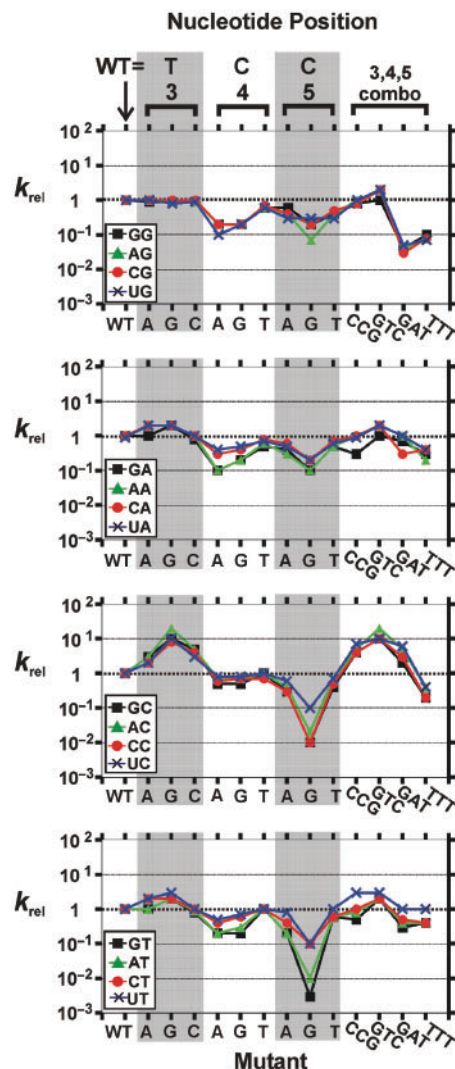 Nucleotide Position
WT= T C C 3,4,5
3 4 5 combo
10²
10¹
k_rel 1
10⁻¹
GG
AG
10⁻²
CG
UG
10⁻³
WT A G C A G T A G T CCG GTC GAT TTT
10²
10¹
k_rel 1
10⁻¹
GA
AA
10⁻²
CA
UA
10⁻³
WT A G C A G T A G T CCG GTC GAT TTT
10²
10¹
k_rel 1
10⁻¹
GC
AC
10⁻²
CC
UC
10⁻³
WT A G C A G T A G T CCG GTC GAT TTT
10²
10¹
k_rel 1
10⁻¹
GT
AT
10⁻²
CT
UT
10⁻³
WT A G C A G T A G T CCG GTC GAT TTT
Mutant